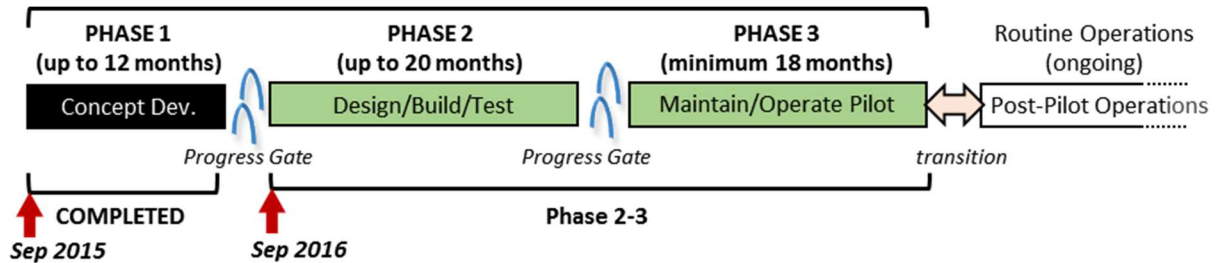 PHASE 1
(up to 12 months)
PHASE 2
(up to 20 months)
PHASE 3
(minimum 18 months)
Routine Operations
(ongoing)
Concept Dev.
Design/Build/Test
Maintain/Operate Pilot
Post-Pilot Operations
Progress Gate
Progress Gate
transition
COMPLETED
Phase 2-3
Sep 2015
Sep 2016